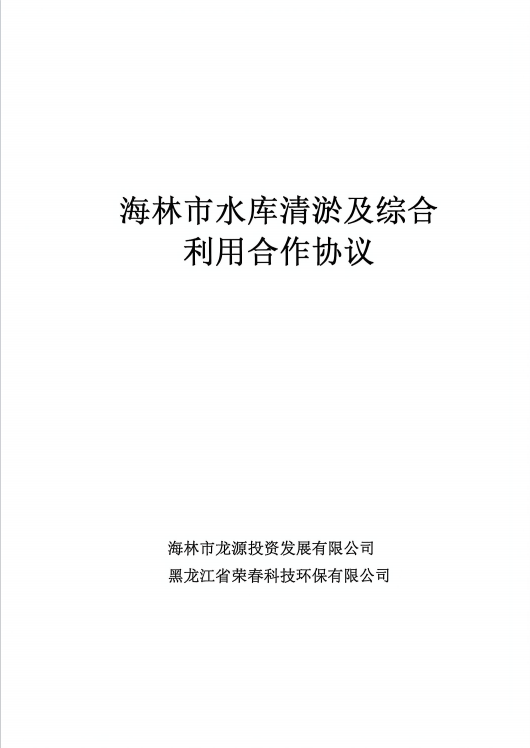 海林市水库清淤及综合
利用合作协议
海林市龙源投资发展有限公司
黑龙江省荣春科技环保有限公司